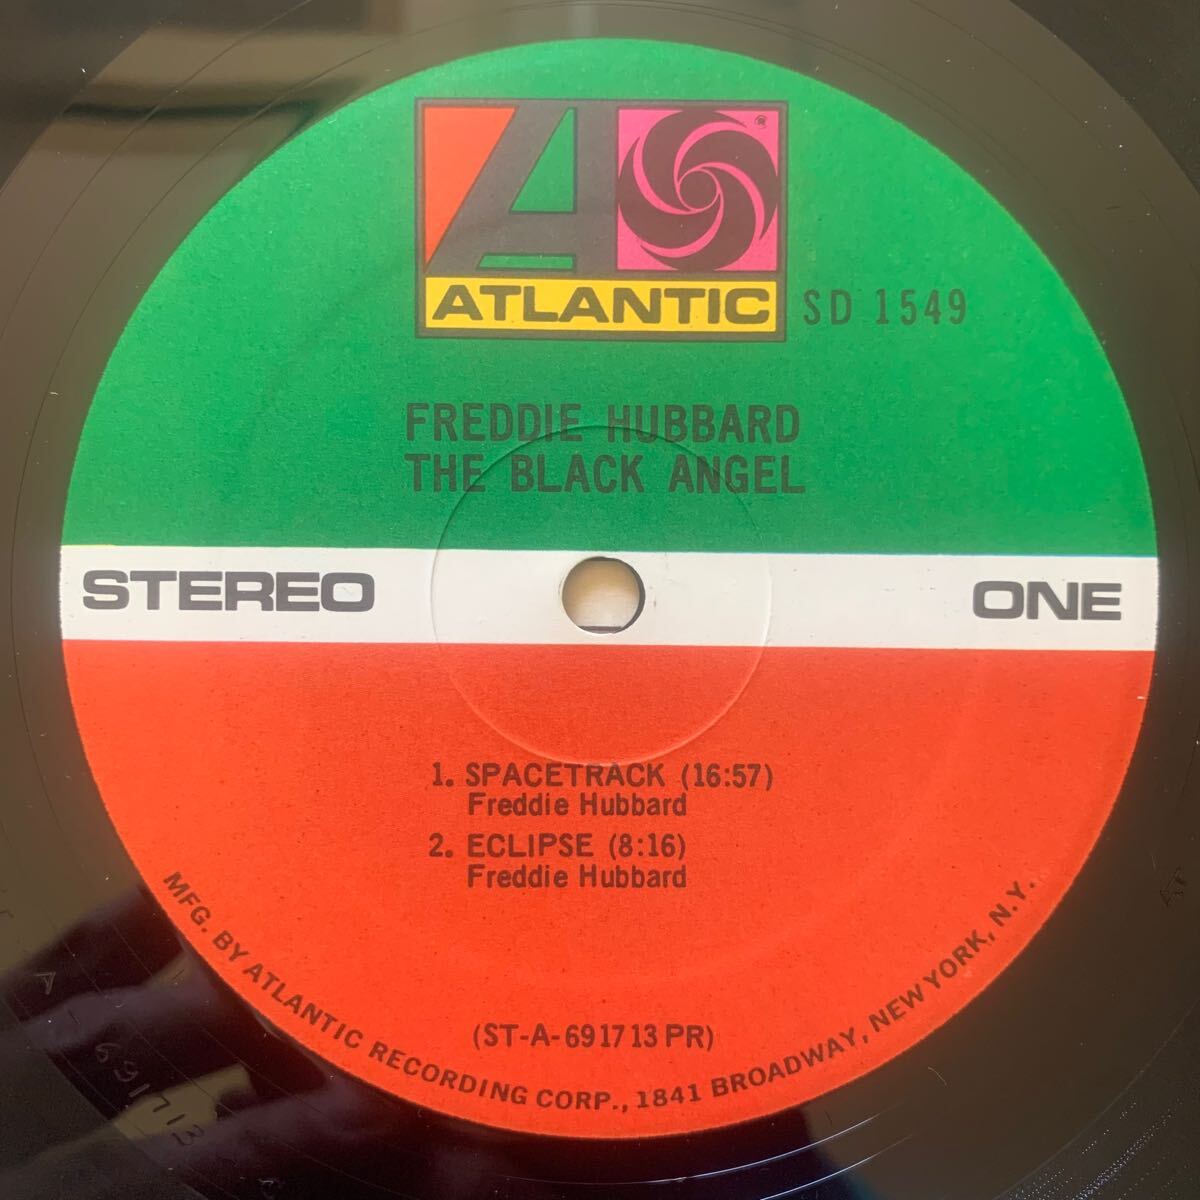 ATLANTIC
SD 1549
FREDDIE HUBBARD
THE BLACK ANGEL
STEREO
ONE
1. SPACETRACK (16:57)
Freddie Hubbard
2. ECLIPSE (8:16)
Freddie Hubbard
(ST-A-691713 PR)
MFG. BY ATLANTIC RECORDING CORP., 1841 BROADWAY, NEW YORK, N.Y.
A-691713